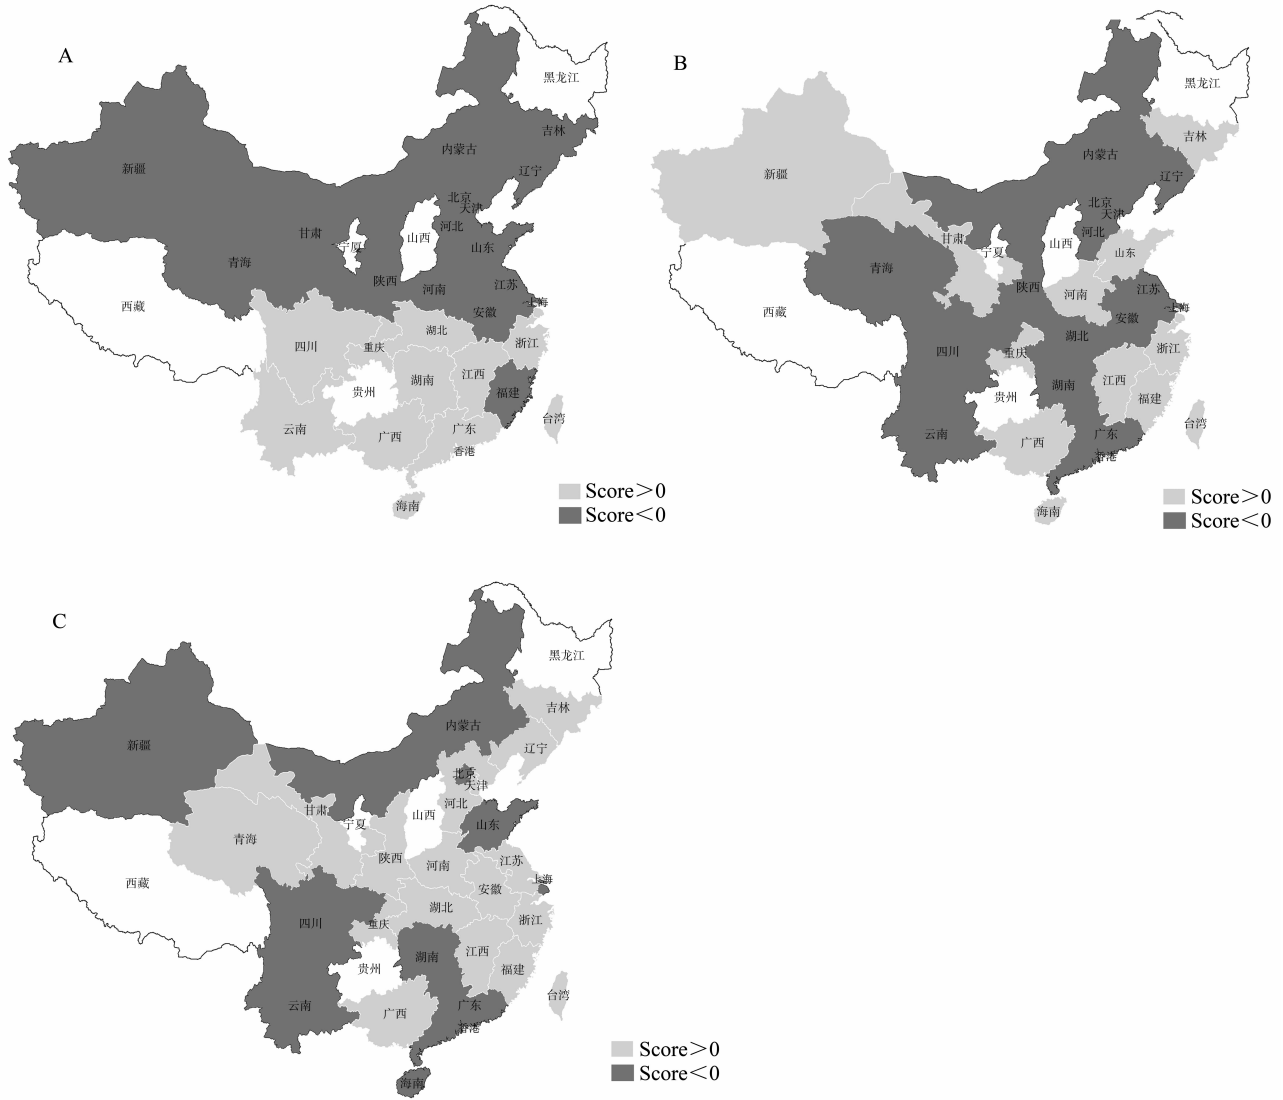 A
黑龙江
吉林
内蒙古
辽宁
新疆
北京
天津
河北
甘肃
宁厦
山西
山东
青海
陕西
河南
江苏
西藏
上海
安徽
湖北
浙江
四川
重庆
江西
湖南
贵州
福建
云南
广西
广东
台湾
香港
海南
Score＞0
Score＜0
B
黑龙江
吉林
内蒙古
新疆
辽宁
北京
天津
河北
甘肃
宁夏
山西
山东
青海
陕西
河南
江苏
西藏
上海
安徽
湖北
浙江
四川
重庆
江西
湖南
贵州
福建
云南
广西
广东
台湾
香港
海南
Score＞0
Score＜0
C
黑龙江
吉林
内蒙古
新疆
辽宁
北京
天津
河北
甘肃
宁夏
山西
山东
青海
陕西
河南
江苏
西藏
上海
安徽
湖北
浙江
四川
重庆
江西
湖南
贵州
福建
云南
广西
广东
台湾
香港
海南
Score＞0
Score＜0